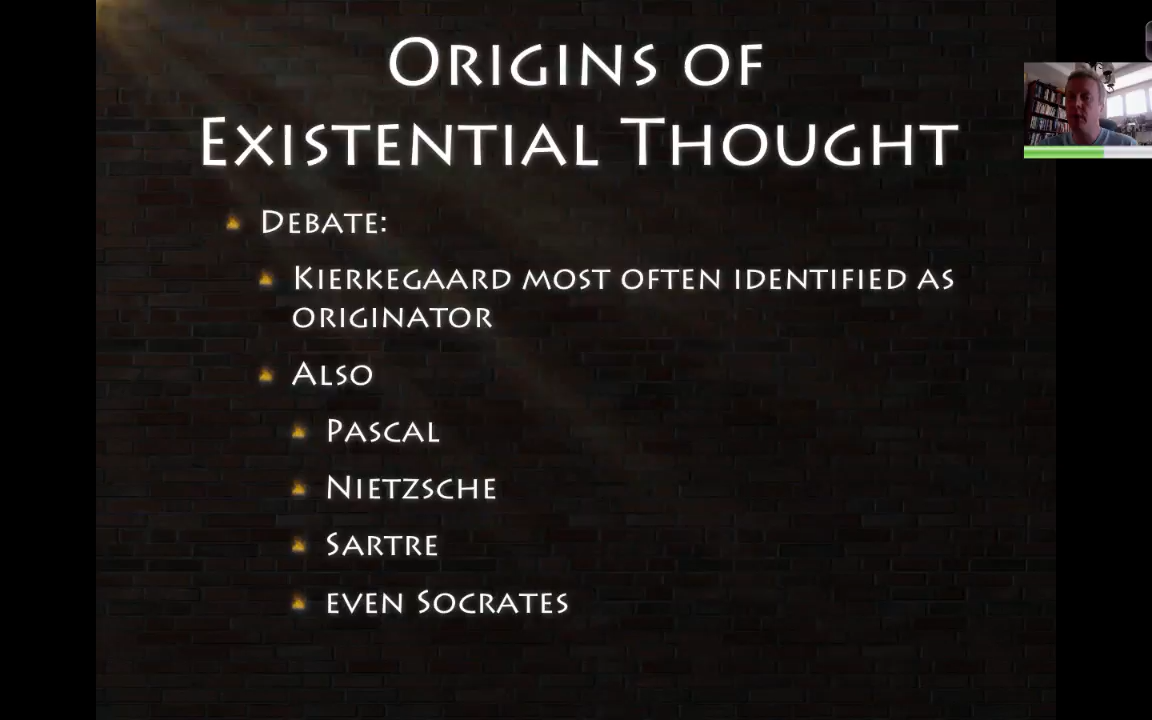 Origins of
Existential Thought
Debate:
Kierkegaard most often identified as
originator
Also
Pascal
Nietzsche
Sartre
even Socrates